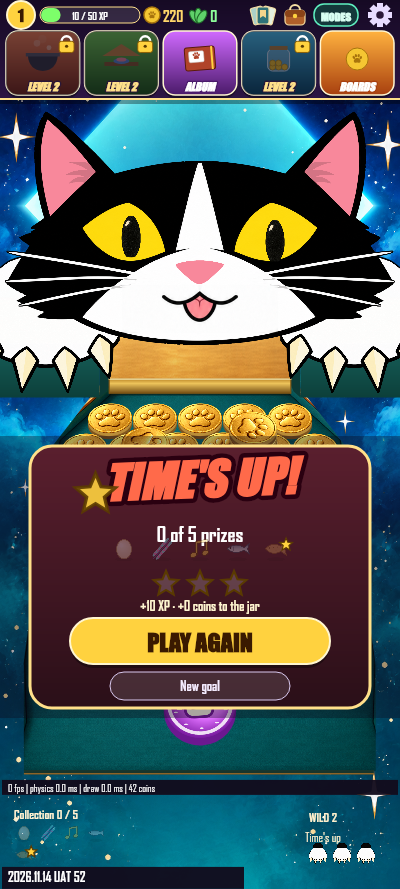 1
10 / 50 XP
220
0
MODES
LEVEL 2
LEVEL 2
ALBUM
LEVEL 2
BOARDS
TIME'S UP!
0 of 5 prizes
+10 XP · +0 coins to the jar
PLAY AGAIN
New goal
0 fps | physics 0.0 ms | draw 0.0 ms | 42 coins
Collection 0 / 5
WILD 2
Time's up
2026.11.14 UAT 52